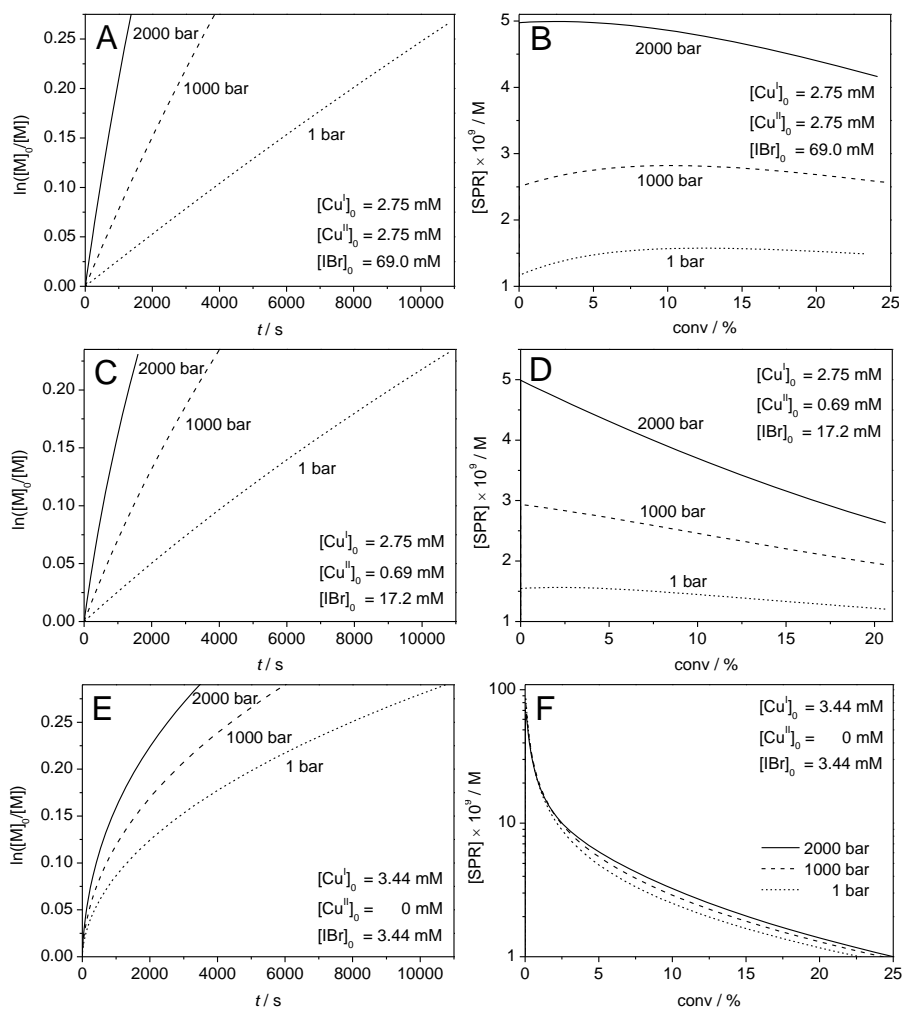 A
2000 bar
1000 bar
1 bar
[Cu^I]_0 = 2.75 mM
[Cu^II]_0 = 2.75 mM
[IBr]_0 = 69.0 mM
ln([M]_0/[M])
0.25
0.20
0.15
0.10
0.05
0.00
0 2000 4000 6000 8000 10000
t / s
B
2000 bar
[Cu^I]_0 = 2.75 mM
[Cu^II]_0 = 2.75 mM
[IBr]_0 = 69.0 mM
1000 bar
1 bar
[SPR] × 10^9 / M
5
4
3
2
1
0 5 10 15 20 25
conv / %
C
2000 bar
1000 bar
1 bar
[Cu^I]_0 = 2.75 mM
[Cu^II]_0 = 0.69 mM
[IBr]_0 = 17.2 mM
ln([M]_0/[M])
0.20
0.15
0.10
0.05
0.00
0 2000 4000 6000 8000 10000
t / s
D
[Cu^I]_0 = 2.75 mM
[Cu^II]_0 = 0.69 mM
[IBr]_0 = 17.2 mM
2000 bar
1000 bar
1 bar
[SPR] × 10^9 / M
5
4
3
2
1
0 5 10 15 20
conv / %
E
2000 bar
1000 bar
1 bar
[Cu^I]_0 = 3.44 mM
[Cu^II]_0 = 0 mM
[IBr]_0 = 3.44 mM
ln([M]_0/[M])
0.25
0.20
0.15
0.10
0.05
0.00
0 2000 4000 6000 8000 10000
t / s
F
[Cu^I]_0 = 3.44 mM
[Cu^II]_0 = 0 mM
[IBr]_0 = 3.44 mM
2000 bar
1000 bar
1 bar
[SPR] × 10^9 / M
100
10
1
0 5 10 15 20 25
conv / %